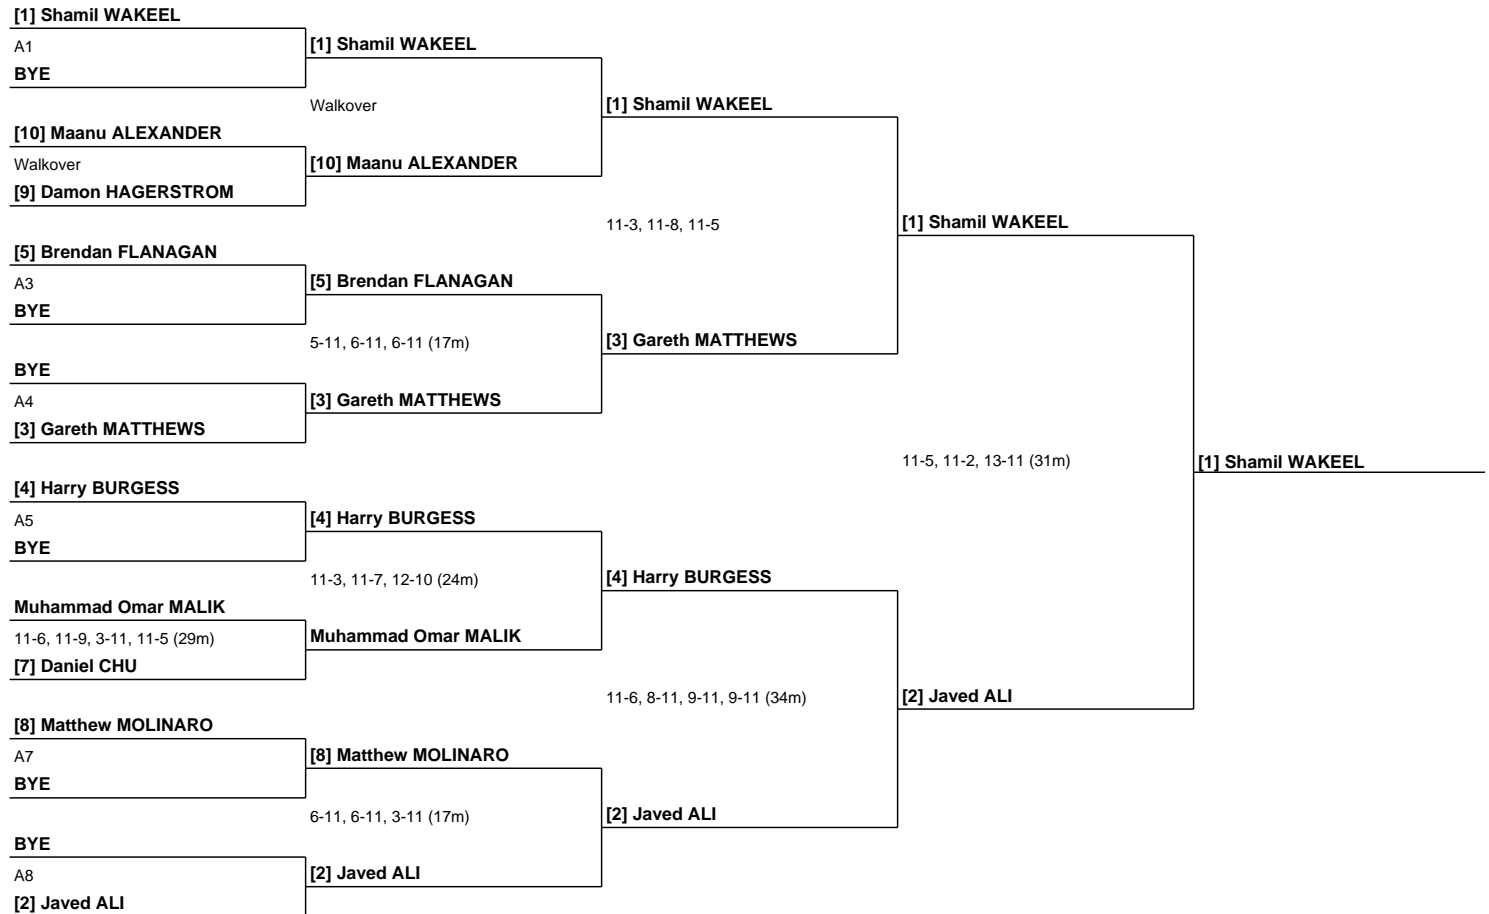 [1] Shamil WAKEEL
A1
BYE
[10] Maanu ALEXANDER
Walkover
[9] Damon HAGERSTROM
[5] Brendan FLANAGAN
A3
BYE
BYE
A4
[3] Gareth MATTHEWS
[4] Harry BURGESS
A5
BYE
Muhammad Omar MALIK
11-6, 11-9, 3-11, 11-5 (29m)
[7] Daniel CHU
[8] Matthew MOLINARO
A7
BYE
BYE
A8
[2] Javed ALI
[1] Shamil WAKEEL
Walkover
[10] Maanu ALEXANDER
[5] Brendan FLANAGAN
5-11, 6-11, 6-11 (17m)
[3] Gareth MATTHEWS
[4] Harry BURGESS
11-3, 11-7, 12-10 (24m)
Muhammad Omar MALIK
[8] Matthew MOLINARO
6-11, 6-11, 3-11 (17m)
[2] Javed ALI
[1] Shamil WAKEEL
11-3, 11-8, 11-5
[3] Gareth MATTHEWS
[4] Harry BURGESS
11-6, 8-11, 9-11, 9-11 (34m)
[2] Javed ALI
[1] Shamil WAKEEL
11-5, 11-2, 13-11 (31m)
[2] Javed ALI
[1] Shamil WAKEEL